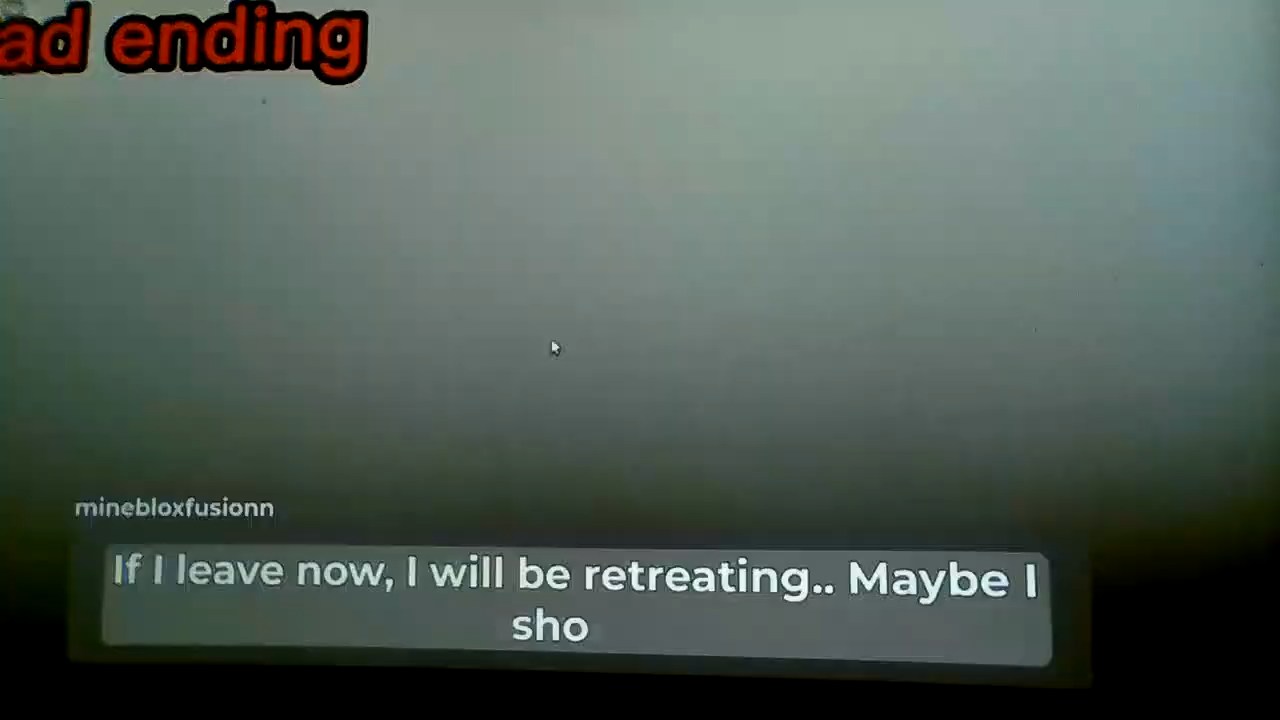 ad ending
minebloxfusionn
If I leave now, I will be retreating.. Maybe I
sho